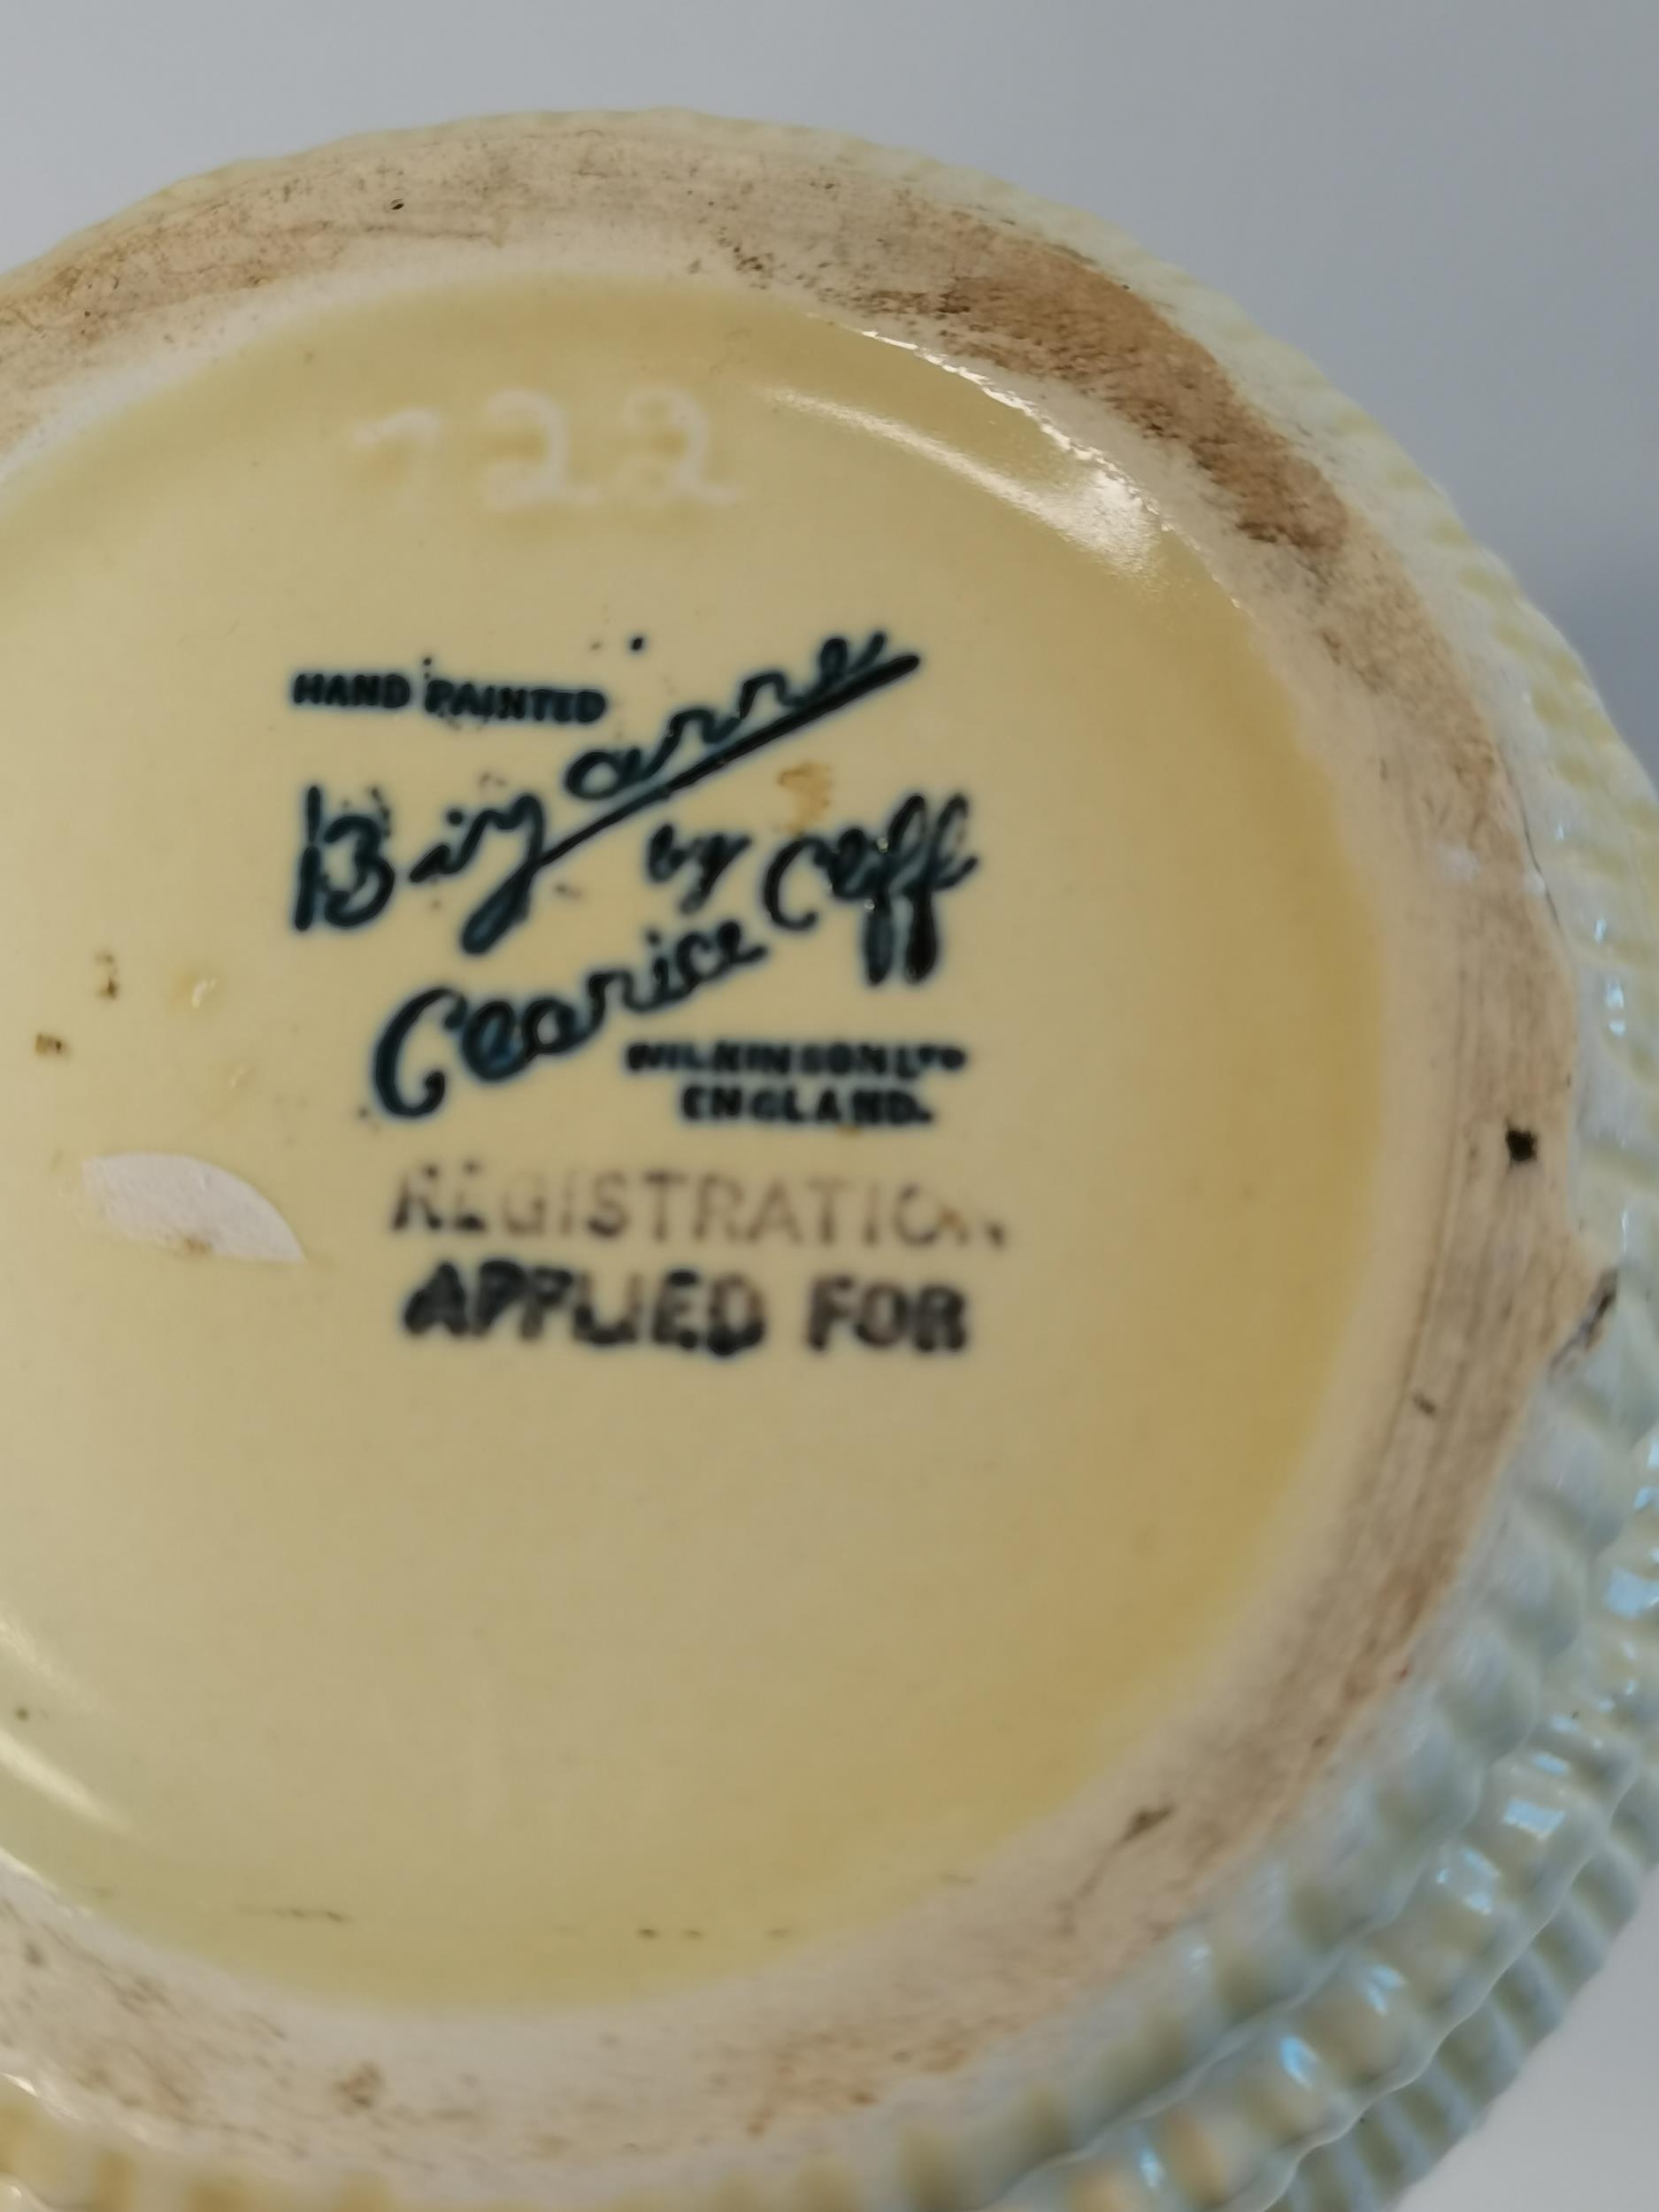 722
HAND PAINTED
Bizarre
by
Clarice Cliff
WILKINSON LTD
ENGLAND.
REGISTRATION
APPLIED FOR